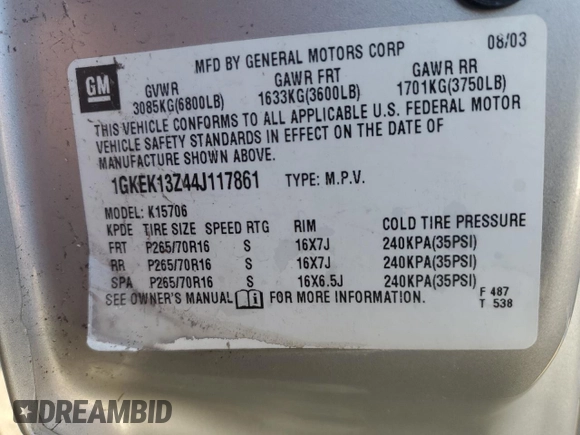 MFD BY GENERAL MOTORS CORP 08/03
GM
GVWR GAWR FRT GAWR RR
3085KG(6800LB) 1633KG(3600LB) 1701KG(3750LB)
THIS VEHICLE CONFORMS TO ALL APPLICABLE U.S. FEDERAL MOTOR
VEHICLE SAFETY STANDARDS IN EFFECT ON THE DATE OF
MANUFACTURE SHOWN ABOVE.
1GKEK13Z44J117861 TYPE: M.P.V.
MODEL: K15706
KPDE TIRE SIZE SPEED RTG RIM COLD TIRE PRESSURE
FRT P265/70R16 S 16X7J 240KPA(35PSI)
RR P265/70R16 S 16X7J 240KPA(35PSI)
SPA P265/70R16 S 16X6.5J 240KPA(35PSI)
SEE OWNER'S MANUAL FOR MORE INFORMATION.
F 487
T 538
DREAMBID